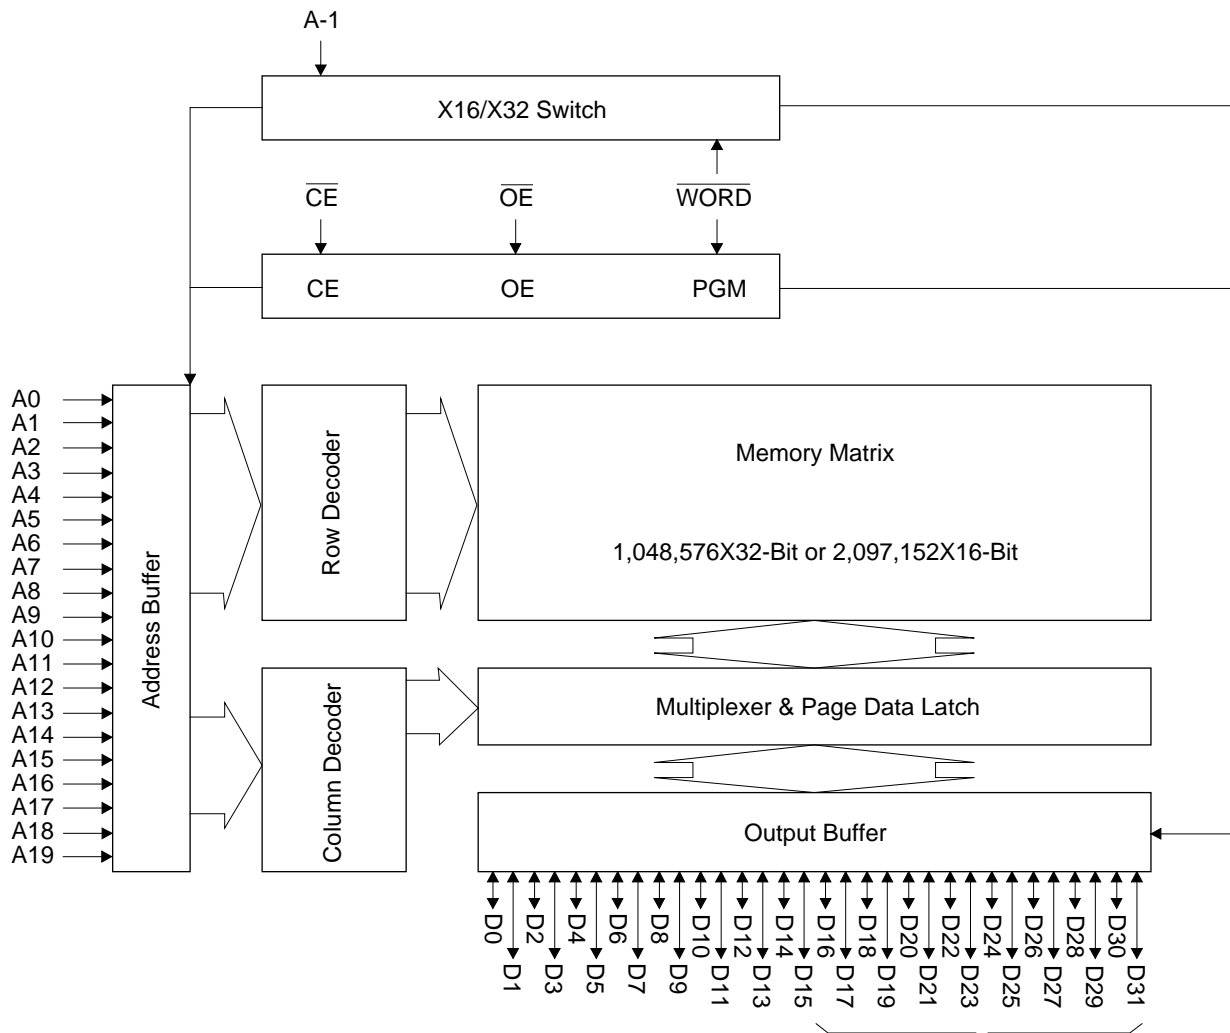 A-1
X16/X32 Switch
CE OE WORD
CE OE PGM
A0
A1
A2
A3
A4
A5
A6
A7
A8
A9
A10
A11
A12
A13
A14
A15
A16
A17
A18
A19
Address Buffer
Row Decoder
Column Decoder
Memory Matrix
1,048,576X32-Bit or 2,097,152X16-Bit
Multiplexer & Page Data Latch
Output Buffer
D0 D2 D4 D6 D8 D10 D12 D14 D16 D18 D20 D22 D24 D26 D28 D30
D1 D3 D5 D7 D9 D11 D13 D15 D17 D19 D21 D23 D25 D27 D29 D31